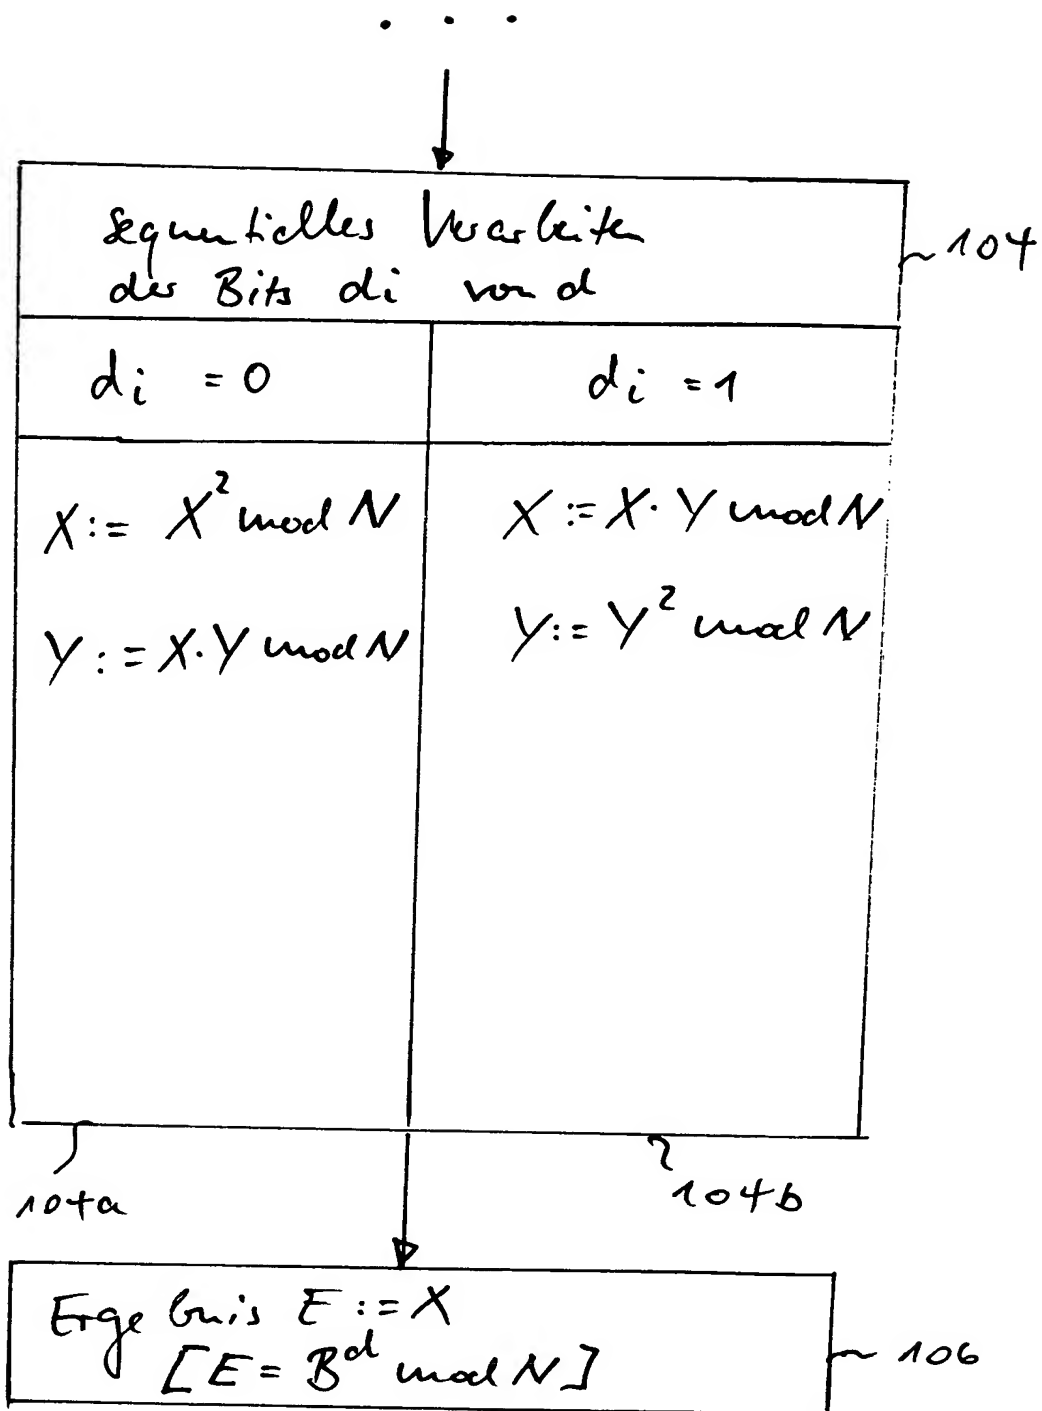 . . .
sequentielles Verarbeiten
der Bits di von d
104
di = 0
di = 1
X := X² mod N
X := X · Y mod N
Y := X · Y mod N
Y := Y² mod N
104a
104b
Ergebnis E := X
[E = B^d mod N]
106